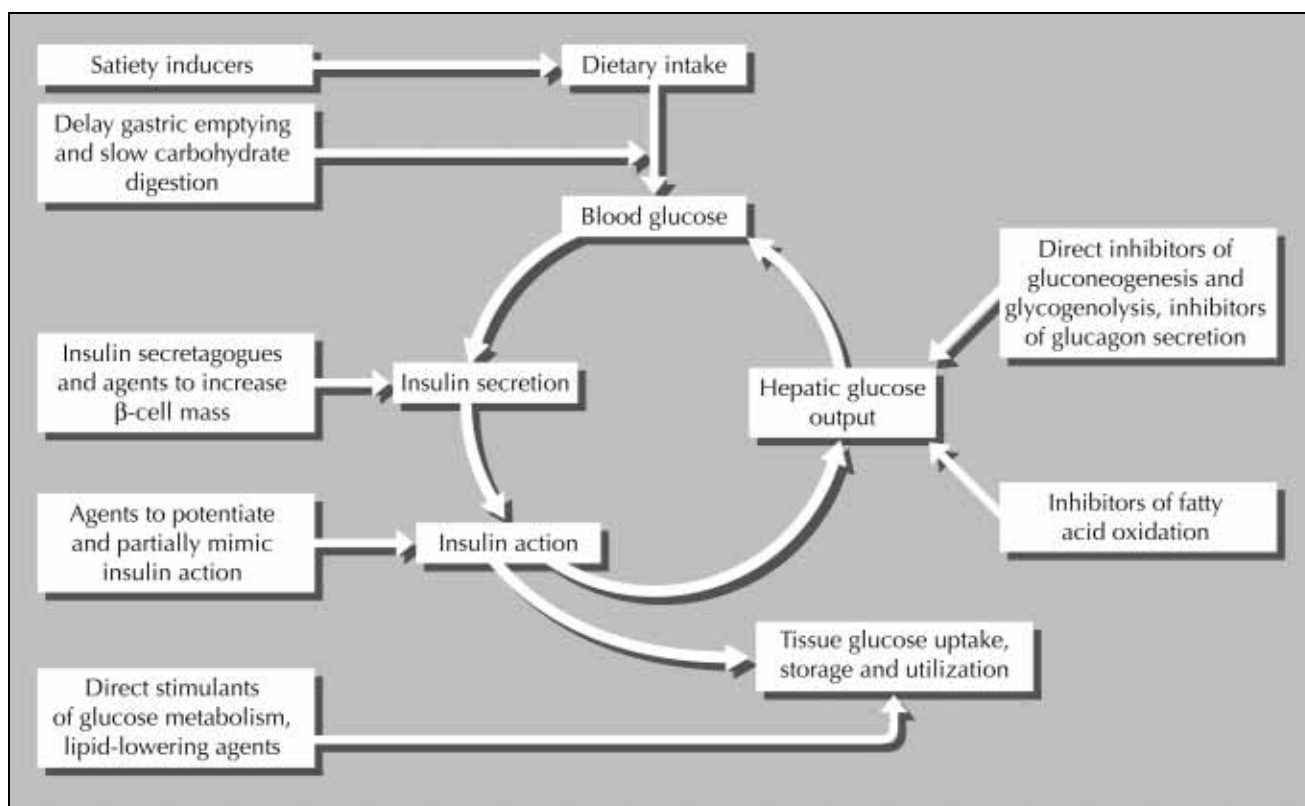 Satiety inducers
Dietary intake
Delay gastric emptying
and slow carbohydrate
digestion
Blood glucose
Direct inhibitors of
gluconeogenesis and
glycogenolysis, inhibitors
of glucagon secretion
Insulin secretagogues
and agents to increase
β-cell mass
Insulin secretion
Hepatic glucose
output
Agents to potentiate
and partially mimic
insulin action
Insulin action
Inhibitors of fatty
acid oxidation
Tissue glucose uptake,
storage and utilization
Direct stimulants
of glucose metabolism,
lipid-lowering agents